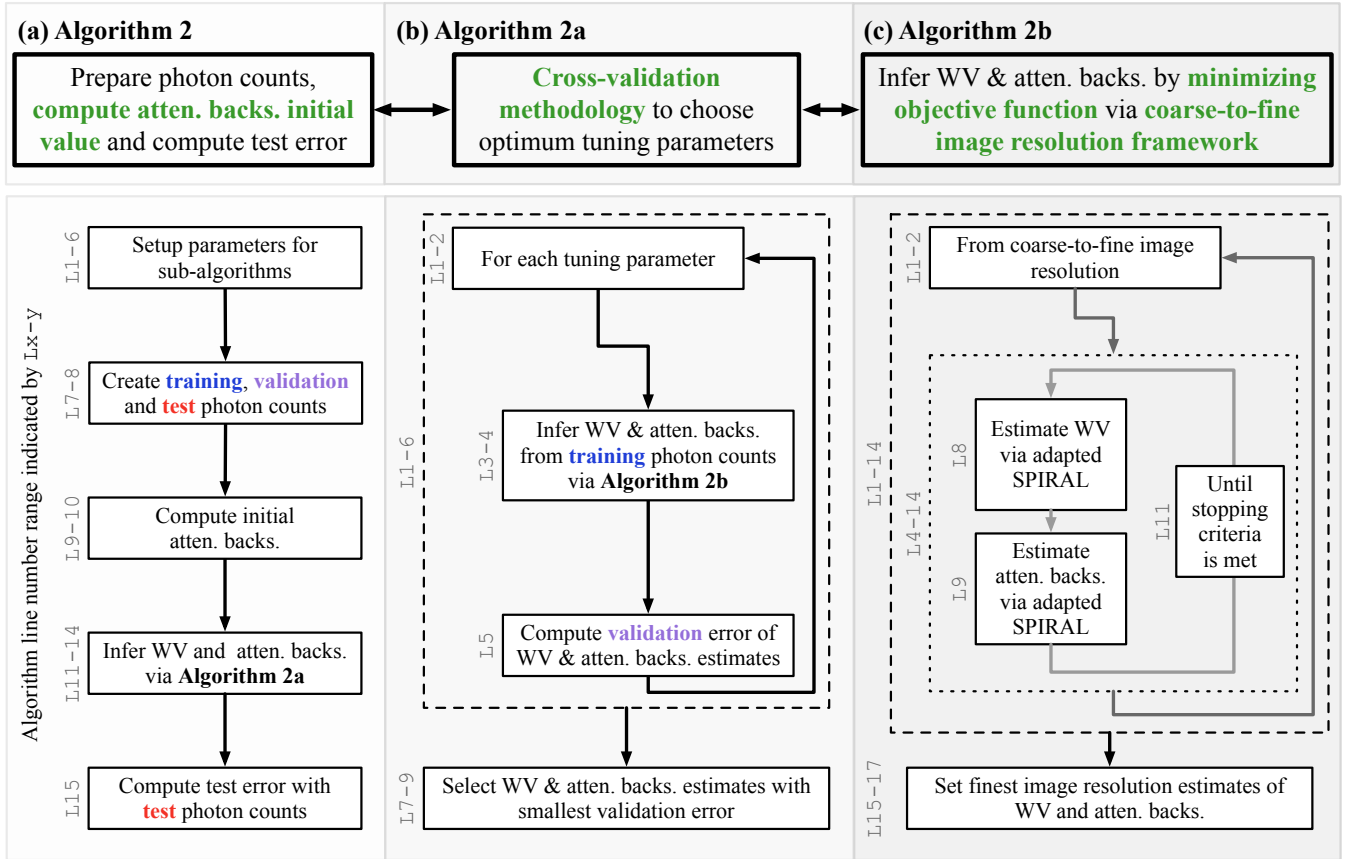 (a) Algorithm 2
Prepare photon counts,
compute atten. backs. initial
value and compute test error
(b) Algorithm 2a
Cross-validation
methodology to choose
optimum tuning parameters
(c) Algorithm 2b
Infer WV & atten. backs. by minimizing
objective function via coarse-to-fine
image resolution framework
Algorithm line number range indicated by Lx-y
L1-6
Setup parameters for
sub-algorithms
L7-8
Create training, validation
and test photon counts
L9-10
Compute initial
atten. backs.
L11-14
Infer WV and atten. backs.
via Algorithm 2a
L15
Compute test error with
test photon counts
L1-6
L1-2
For each tuning parameter
L3-4
Infer WV & atten. backs.
from training photon counts
via Algorithm 2b
L5
Compute validation error of
WV & atten. backs. estimates
L7-9
Select WV & atten. backs. estimates with
smallest validation error
L1-14
L1-2
From coarse-to-fine image
resolution
L4-14
L8
Estimate WV
via adapted
SPIRAL
L9
Estimate
atten. backs.
via adapted
SPIRAL
L11
Until
stopping
criteria
is met
L15-17
Set finest image resolution estimates of
WV and atten. backs.